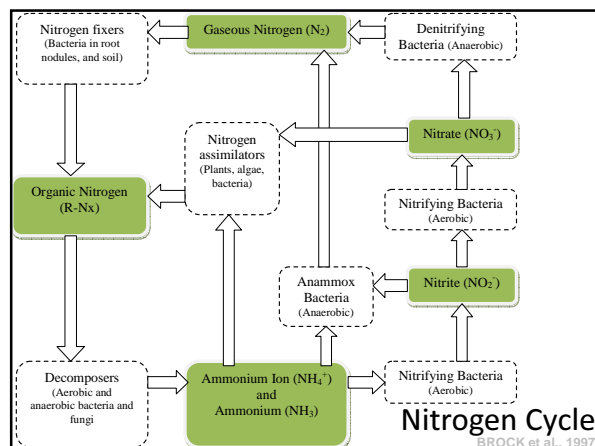 Nitrogen fixers
(Bacteria in root
nodules, and soil)
Gaseous Nitrogen (N₂)
Denitrifying
Bacteria (Anaerobic)
Nitrogen
assimilators
(Plants, algae,
bacteria)
Nitrate (NO₃⁻)
Organic Nitrogen
(R-Nx)
Nitrifying Bacteria
(Aerobic)
Anammox
Bacteria
(Anaerobic)
Nitrite (NO₂⁻)
Decomposers
(Aerobic and
anaerobic bacteria and
fungi
Ammonium Ion (NH₄⁺)
and
Ammonium (NH₃)
Nitrifying Bacteria
(Aerobic)
Nitrogen Cycle
BROCK et al., 1997